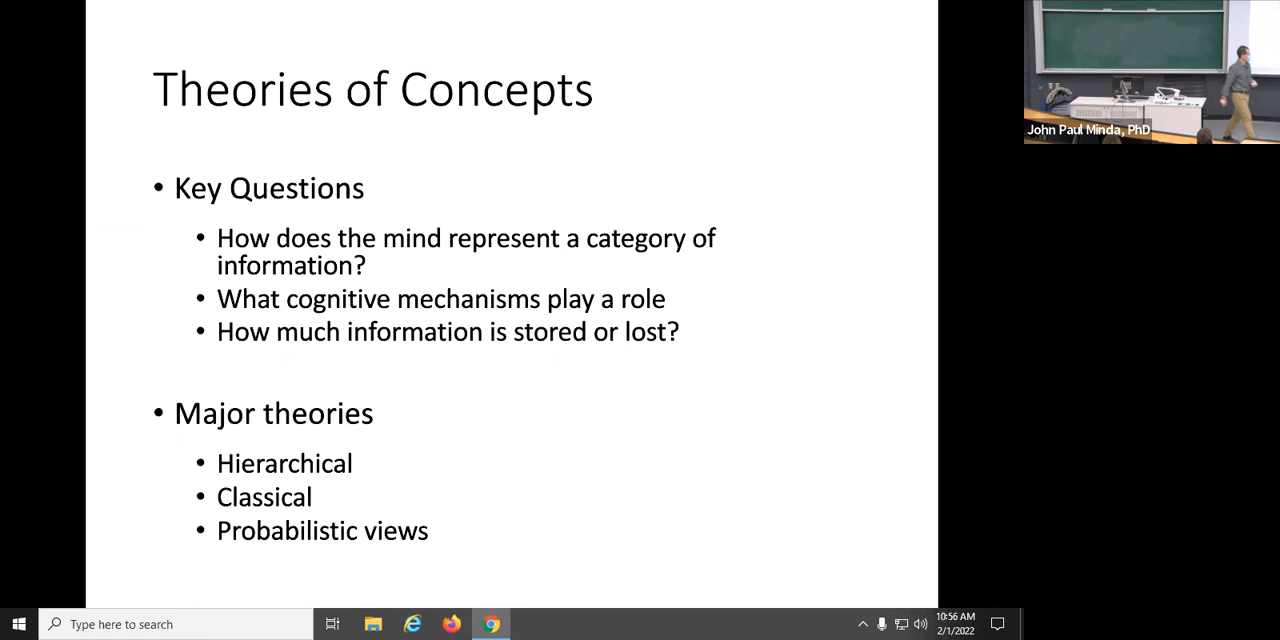 Theories of Concepts
• Key Questions
• How does the mind represent a category of
information?
• What cognitive mechanisms play a role
• How much information is stored or lost?
• Major theories
• Hierarchical
• Classical
• Probabilistic views
John Paul Minda, PhD
Type here to search
10:56 AM
2/1/2022